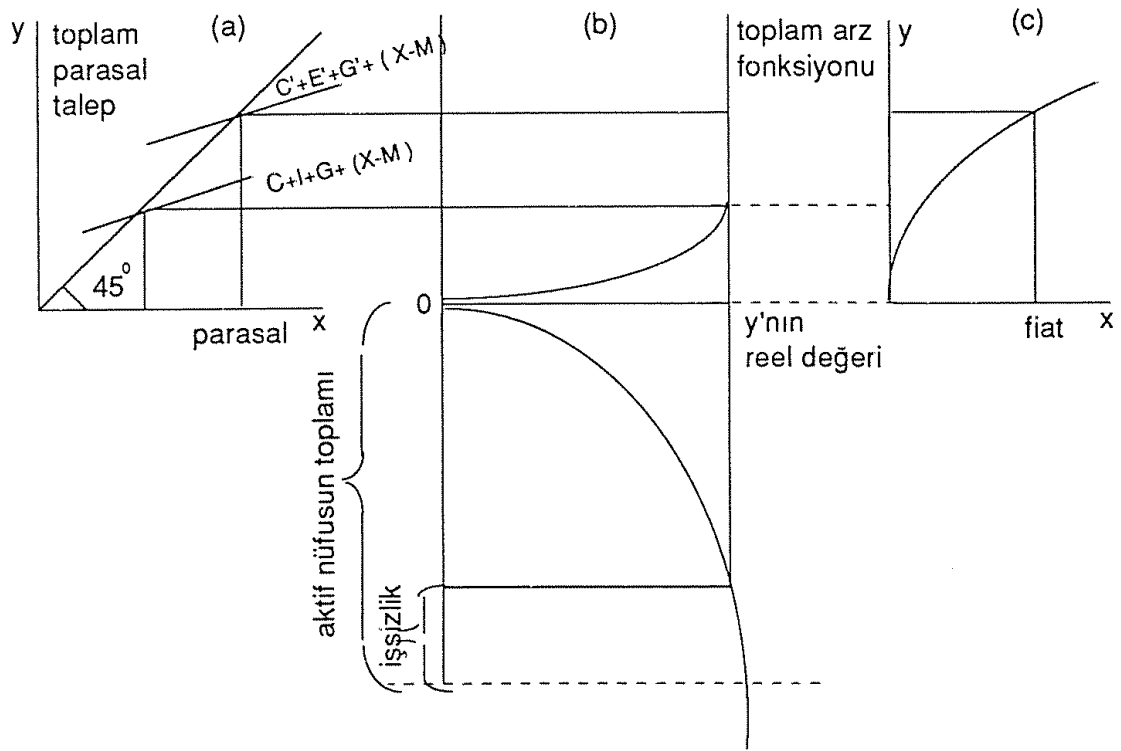 y
toplam
parasal
talep
(a)
C'+E'+G'+ ( X-M )
C+I+G+ (X-M )
45°
x
parasal
(b)
0
aktif nüfusun toplamı
işsizlik
toplam arz
fonksiyonu
y'nın
reel değeri
y
(c)
fiat
x